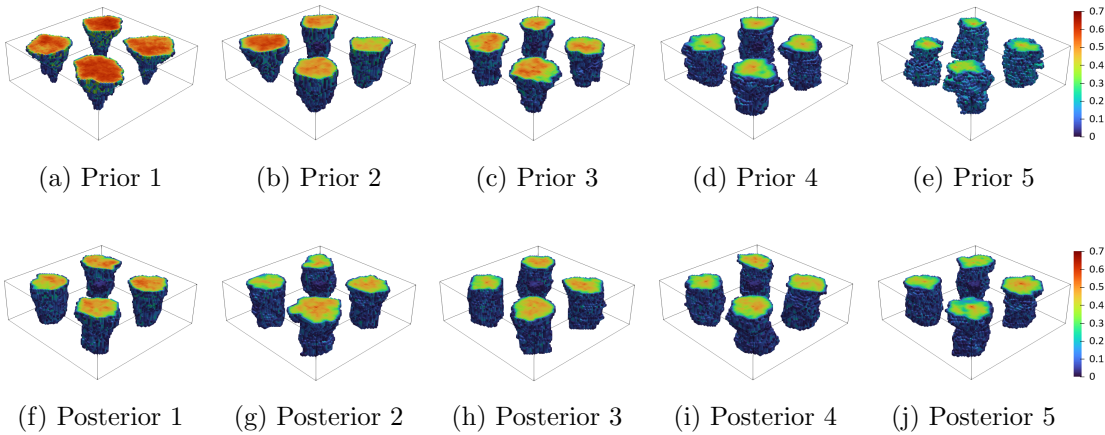 0.7
0.6
0.5
0.4
0.3
0.2
0.1
0
(a) Prior 1
(b) Prior 2
(c) Prior 3
(d) Prior 4
(e) Prior 5
0.7
0.6
0.5
0.4
0.3
0.2
0.1
0
(f) Posterior 1
(g) Posterior 2
(h) Posterior 3
(i) Posterior 4
(j) Posterior 5